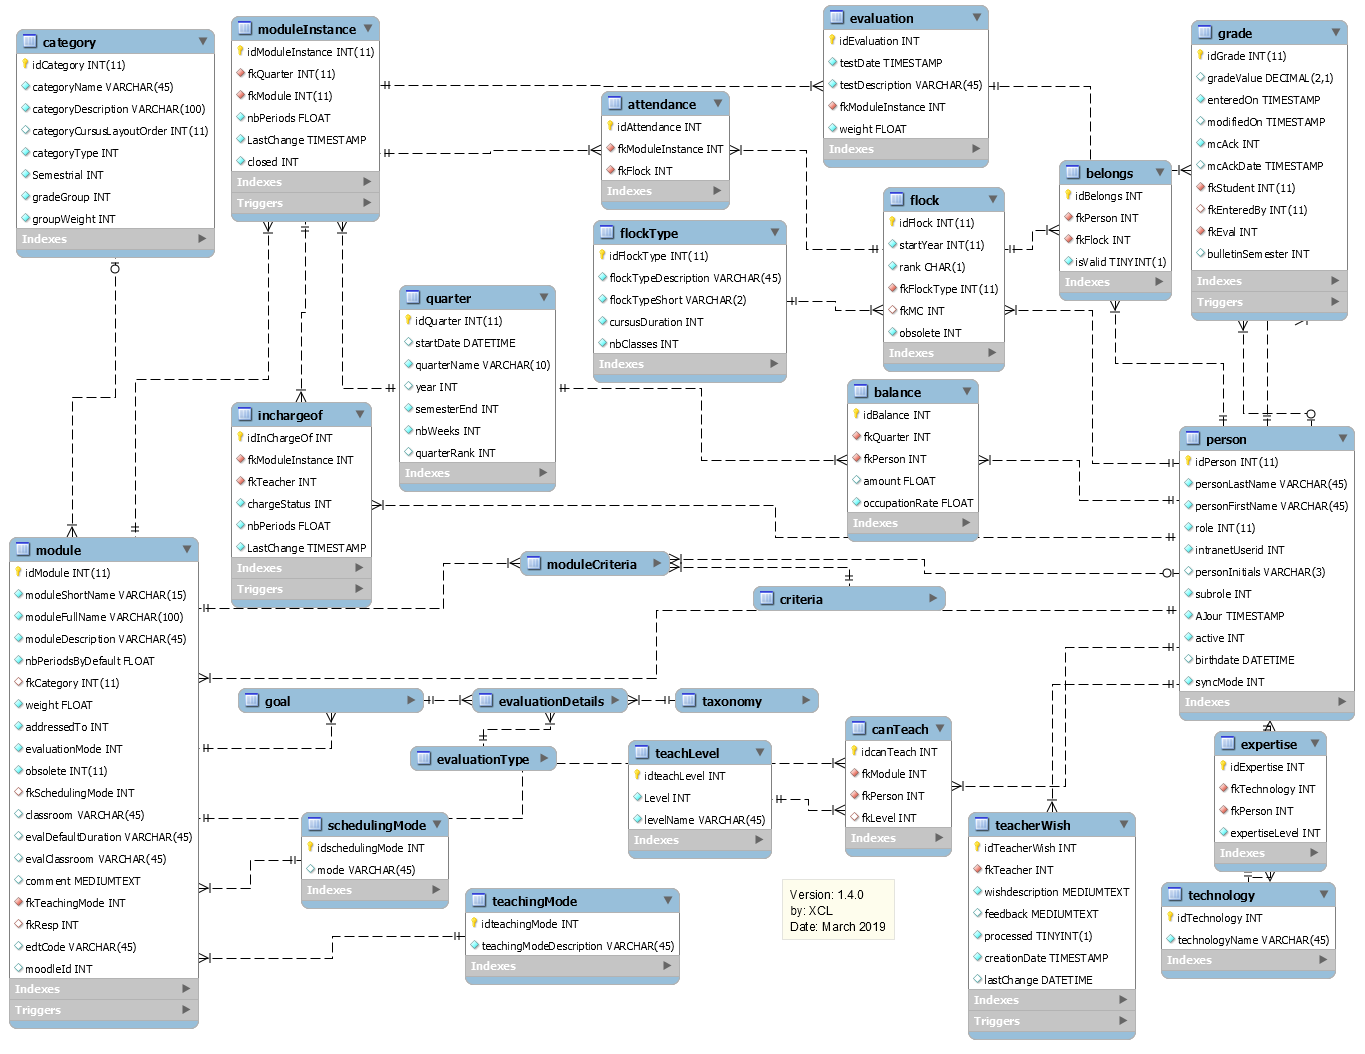 category
idCategory INT(11)
categoryName VARCHAR(45)
categoryDescription VARCHAR(100)
categoryCursusLayoutOrder INT(11)
categoryType INT
Semestrial INT
gradeGroup INT
groupWeight INT
Indexes
moduleInstance
idModuleInstance INT(11)
fkQuarter INT(11)
fkModule INT(11)
nbPeriods FLOAT
LastChange TIMESTAMP
closed INT
Indexes
Triggers
evaluation
idEvaluation INT
testDate TIMESTAMP
testDescription VARCHAR(45)
fkModuleInstance INT
weight FLOAT
Indexes
grade
idGrade INT(11)
gradeValue DECIMAL(2,1)
enteredOn TIMESTAMP
modifiedOn TIMESTAMP
mcAck INT
mcAckDate TIMESTAMP
fkStudent INT(11)
fkEnteredBy INT(11)
fkEval INT
bulletinSemester INT
Indexes
Triggers
attendance
idAttendance INT
fkModuleInstance INT
fkFlock INT
Indexes
belongs
idBelongs INT
fkPerson INT
fkFlock INT
isValid TINYINT(1)
Indexes
flock
idFlock INT(11)
startYear INT(11)
rank CHAR(1)
fkFlockType INT(11)
fkMC INT
obsolete INT
Indexes
flockType
idFlockType INT(11)
flockTypeDescription VARCHAR(45)
flockTypeShort VARCHAR(2)
cursusDuration INT
nbClasses INT
Indexes
quarter
idQuarter INT(11)
startDate DATETIME
quarterName VARCHAR(10)
year INT
semesterEnd INT
nbWeeks INT
quarterRank INT
Indexes
balance
idBalance INT
fkQuarter INT
fkPerson INT
amount FLOAT
occupationRate FLOAT
Indexes
inchargeof
idInChargeOf INT
fkModuleInstance INT
fkTeacher INT
chargeStatus INT
nbPeriods FLOAT
LastChange TIMESTAMP
Indexes
Triggers
person
idPerson INT(11)
personLastName VARCHAR(45)
personFirstName VARCHAR(45)
role INT(11)
intranetUserid INT
personInitials VARCHAR(3)
subrole INT
AJour TIMESTAMP
active INT
birthdate DATETIME
syncMode INT
Indexes
module
idModule INT(11)
moduleShortName VARCHAR(15)
moduleFullName VARCHAR(100)
moduleDescription VARCHAR(45)
nbPeriodsByDefault FLOAT
fkCategory INT(11)
weight FLOAT
addressedTo INT
evaluationMode INT
obsolete INT(11)
fkSchedulingMode INT
classroom VARCHAR(45)
evalDefaultDuration VARCHAR(45)
evalClassroom VARCHAR(45)
comment MEDIUMTEXT
fkTeachingMode INT
fkResp INT
edtCode VARCHAR(45)
moodleId INT
Indexes
Triggers
moduleCriteria
criteria
goal
evaluationDetails
taxonomy
evaluationType
teachLevel
idteachLevel INT
Level INT
levelName VARCHAR(45)
Indexes
canTeach
idcanTeach INT
fkModule INT
fkPerson INT
fkLevel INT
Indexes
expertise
idExpertise INT
fkTechnology INT
fkPerson INT
expertiseLevel INT
Indexes
schedulingMode
idschedulingMode INT
mode VARCHAR(45)
Indexes
teacherWish
idTeacherWish INT
fkTeacher INT
wishdescription MEDIUMTEXT
feedback MEDIUMTEXT
processed TINYINT(1)
creationDate TIMESTAMP
lastChange DATETIME
Indexes
Triggers
teachingMode
idteachingMode INT
teachingModeDescription VARCHAR(45)
Indexes
technology
idTechnology INT
technologyName VARCHAR(45)
Indexes
Version: 1.4.0
by: XCL
Date: March 2019